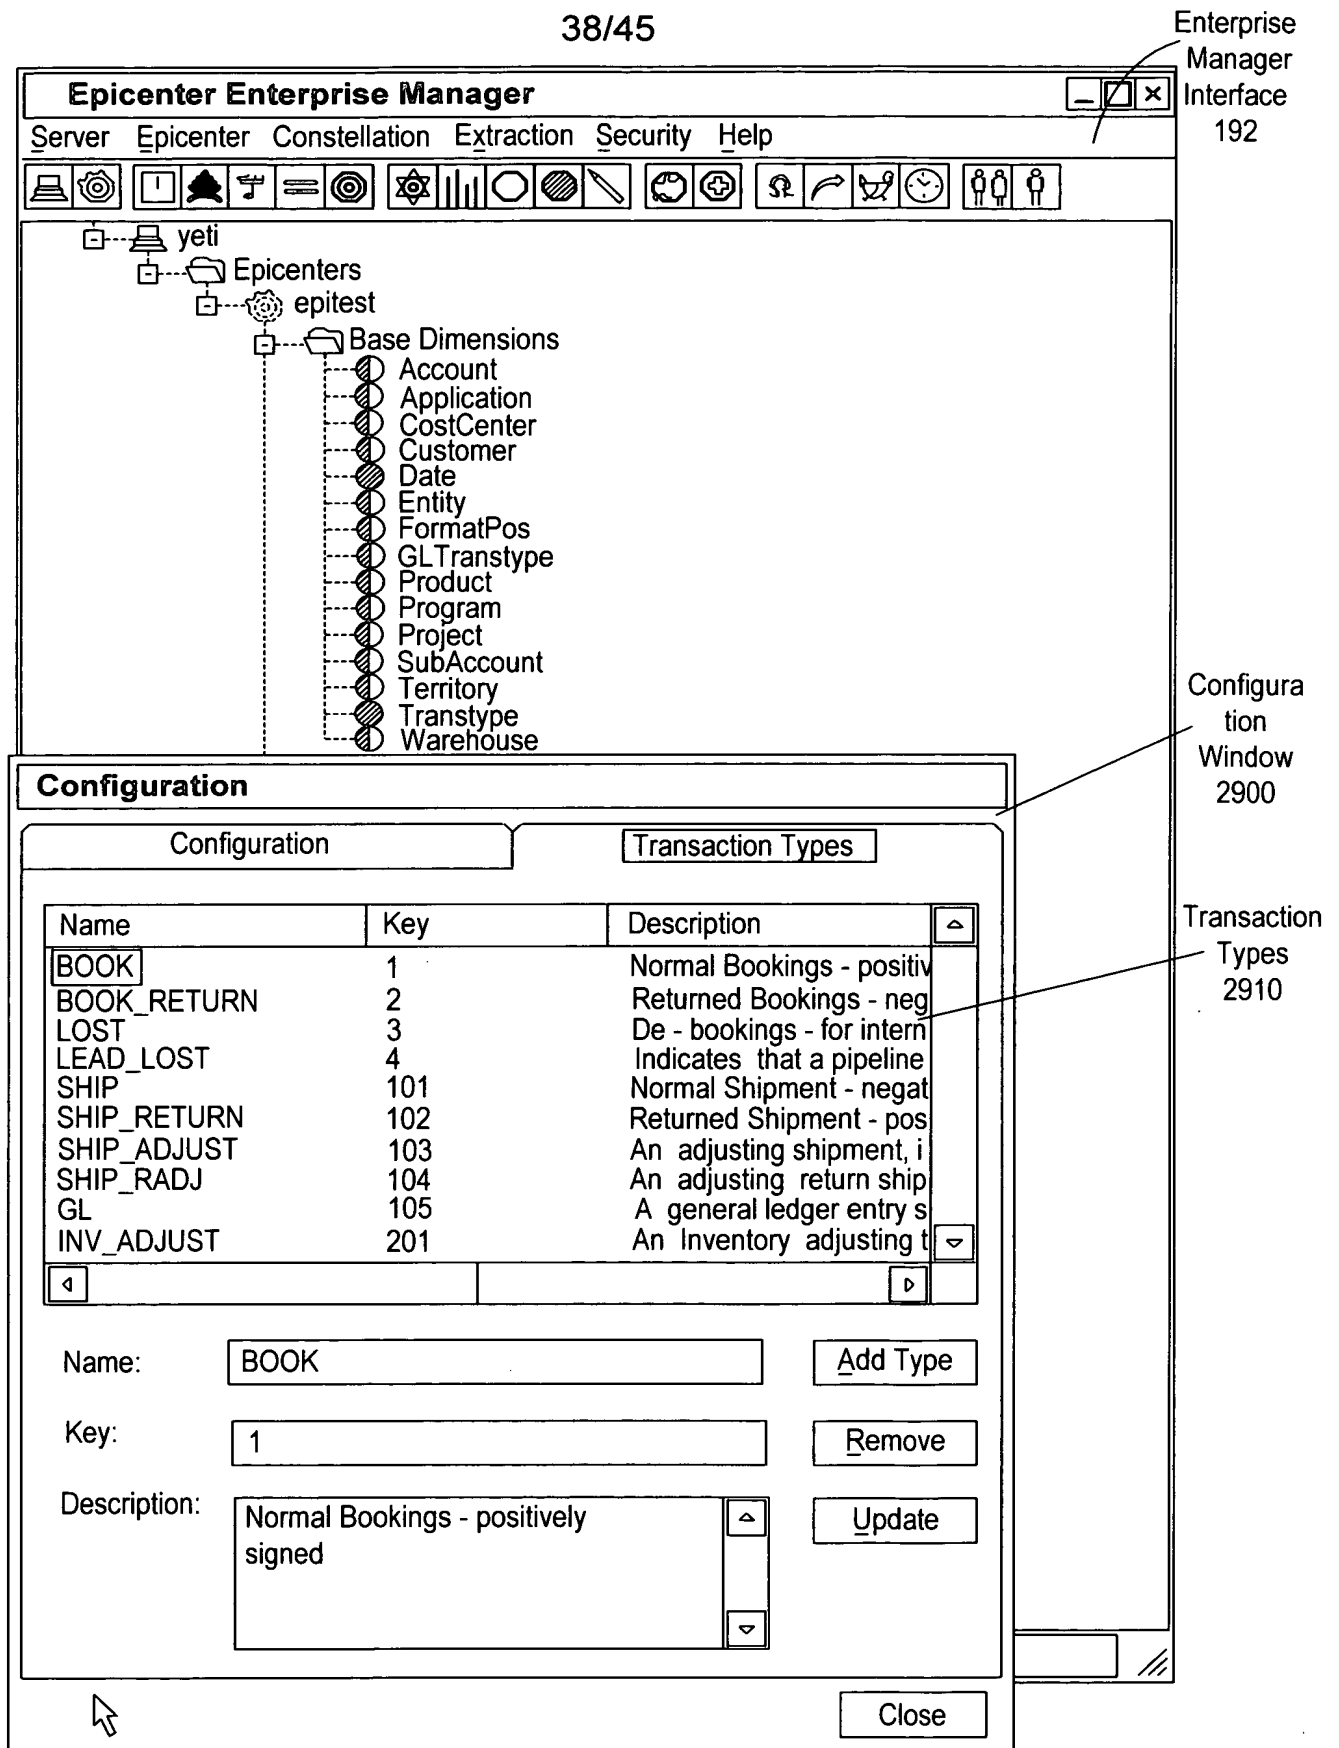 38/45
Enterprise
Manager
Interface
192
Epicenter Enterprise Manager
Server Epicenter Constellation Extraction Security Help
yeti
Epicenters
epitest
Base Dimensions
Account
Application
CostCenter
Customer
Date
Entity
FormatPos
GLTranstype
Product
Program
Project
SubAccount
Territory
Transtype
Warehouse
Configura
tion
Window
2900
Configuration
Configuration Transaction Types
Name Key Description
BOOK 1 Normal Bookings - positiv
BOOK_RETURN 2 Returned Bookings - neg
LOST 3 De - bookings - for intern
LEAD_LOST 4 Indicates that a pipeline
SHIP 101 Normal Shipment - negat
SHIP_RETURN 102 Returned Shipment - pos
SHIP_ADJUST 103 An adjusting shipment, i
SHIP_RADJ 104 An adjusting return ship
GL 105 A general ledger entry s
INV_ADJUST 201 An Inventory adjusting t
Transaction
Types
2910
Name: BOOK Add Type
Key: 1 Remove
Description: Normal Bookings - positively
signed
Update
Close